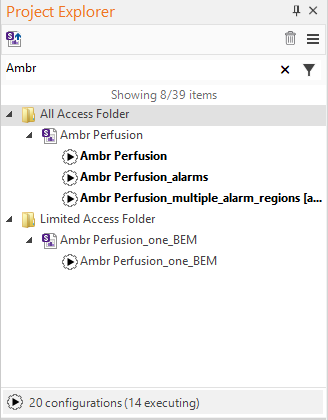 Project Explorer
Ambr
Showing 8/39 items
All Access Folder
Ambr Perfusion
Ambr Perfusion
Ambr Perfusion_alarms
Ambr Perfusion_multiple_alarm_regions [a...
Limited Access Folder
Ambr Perfusion_one_BEM
Ambr Perfusion_one_BEM
20 configurations (14 executing)